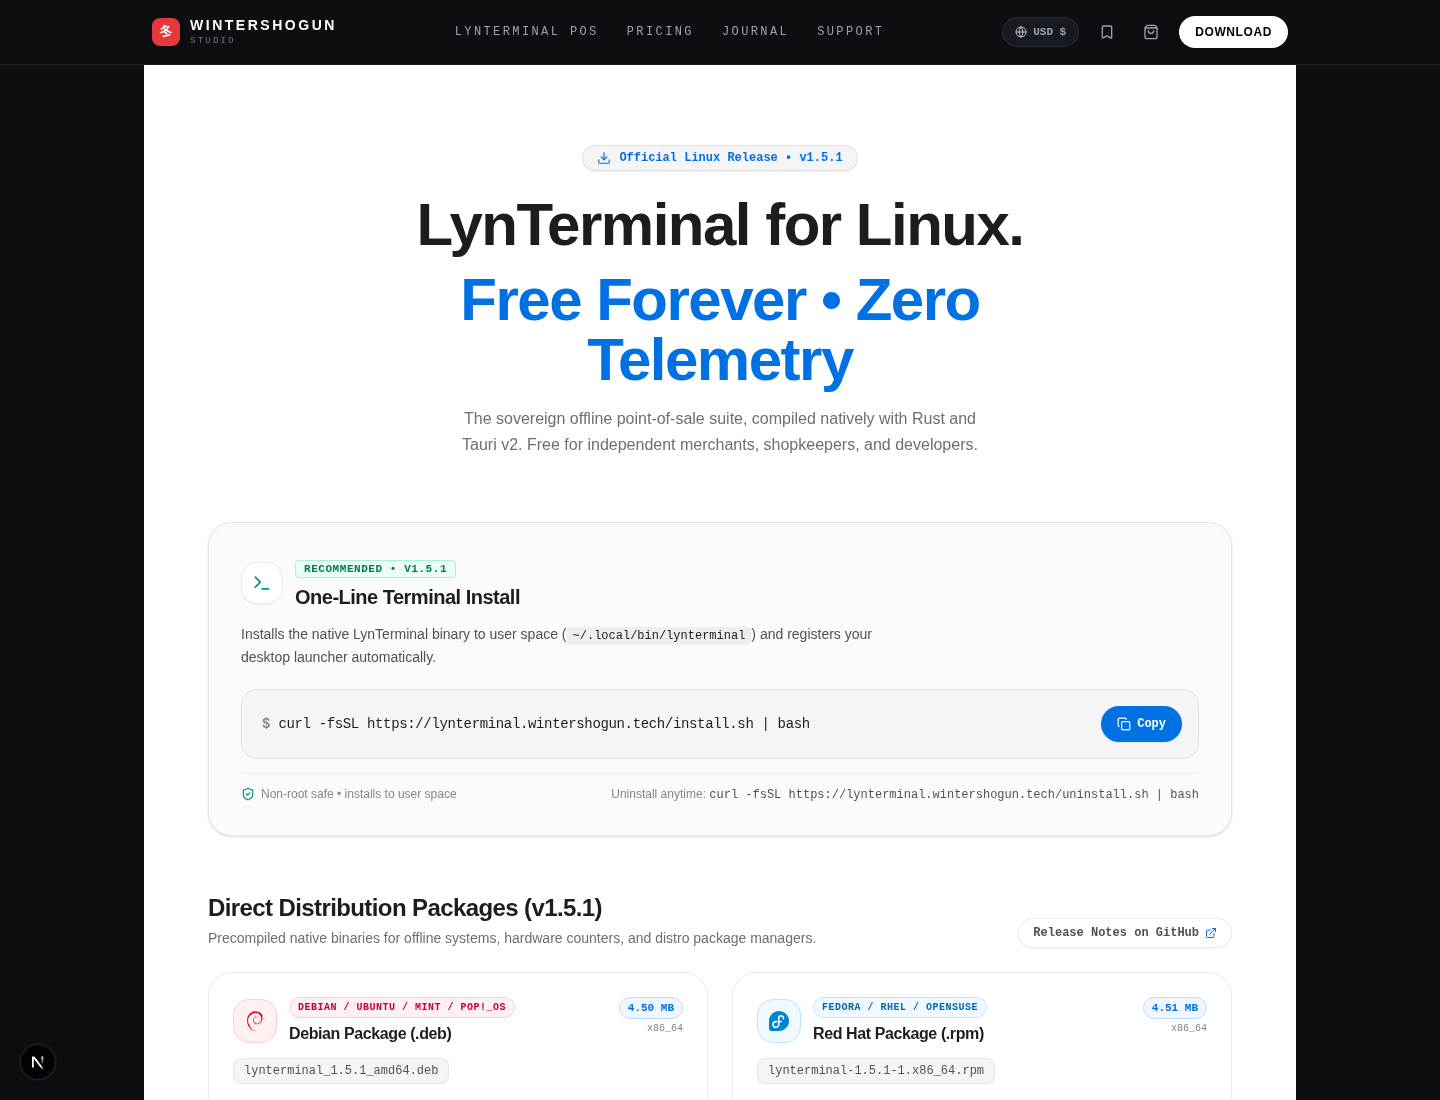 冬
WINTERSHOGUN
STUDIO
LYNTERMINAL POS
PRICING
JOURNAL
SUPPORT
USD $
DOWNLOAD
Official Linux Release • v1.5.1
LynTerminal for Linux.
Free Forever • Zero
Telemetry
The sovereign offline point-of-sale suite, compiled natively with Rust and
Tauri v2. Free for independent merchants, shopkeepers, and developers.
RECOMMENDED • V1.5.1
One-Line Terminal Install
Installs the native LynTerminal binary to user space ( ~/.local/bin/lynterminal ) and registers your
desktop launcher automatically.
$ curl -fsSL https://lynterminal.wintershogun.tech/install.sh | bash
Copy
Non-root safe • installs to user space
Uninstall anytime: curl -fsSL https://lynterminal.wintershogun.tech/uninstall.sh | bash
Direct Distribution Packages (v1.5.1)
Precompiled native binaries for offline systems, hardware counters, and distro package managers.
Release Notes on GitHub
DEBIAN / UBUNTU / MINT / POP!_OS
4.50 MB
Debian Package (.deb)
x86_64
lynterminal_1.5.1_amd64.deb
FEDORA / RHEL / OPENSUSE
4.51 MB
Red Hat Package (.rpm)
x86_64
lynterminal-1.5.1-1.x86_64.rpm
N